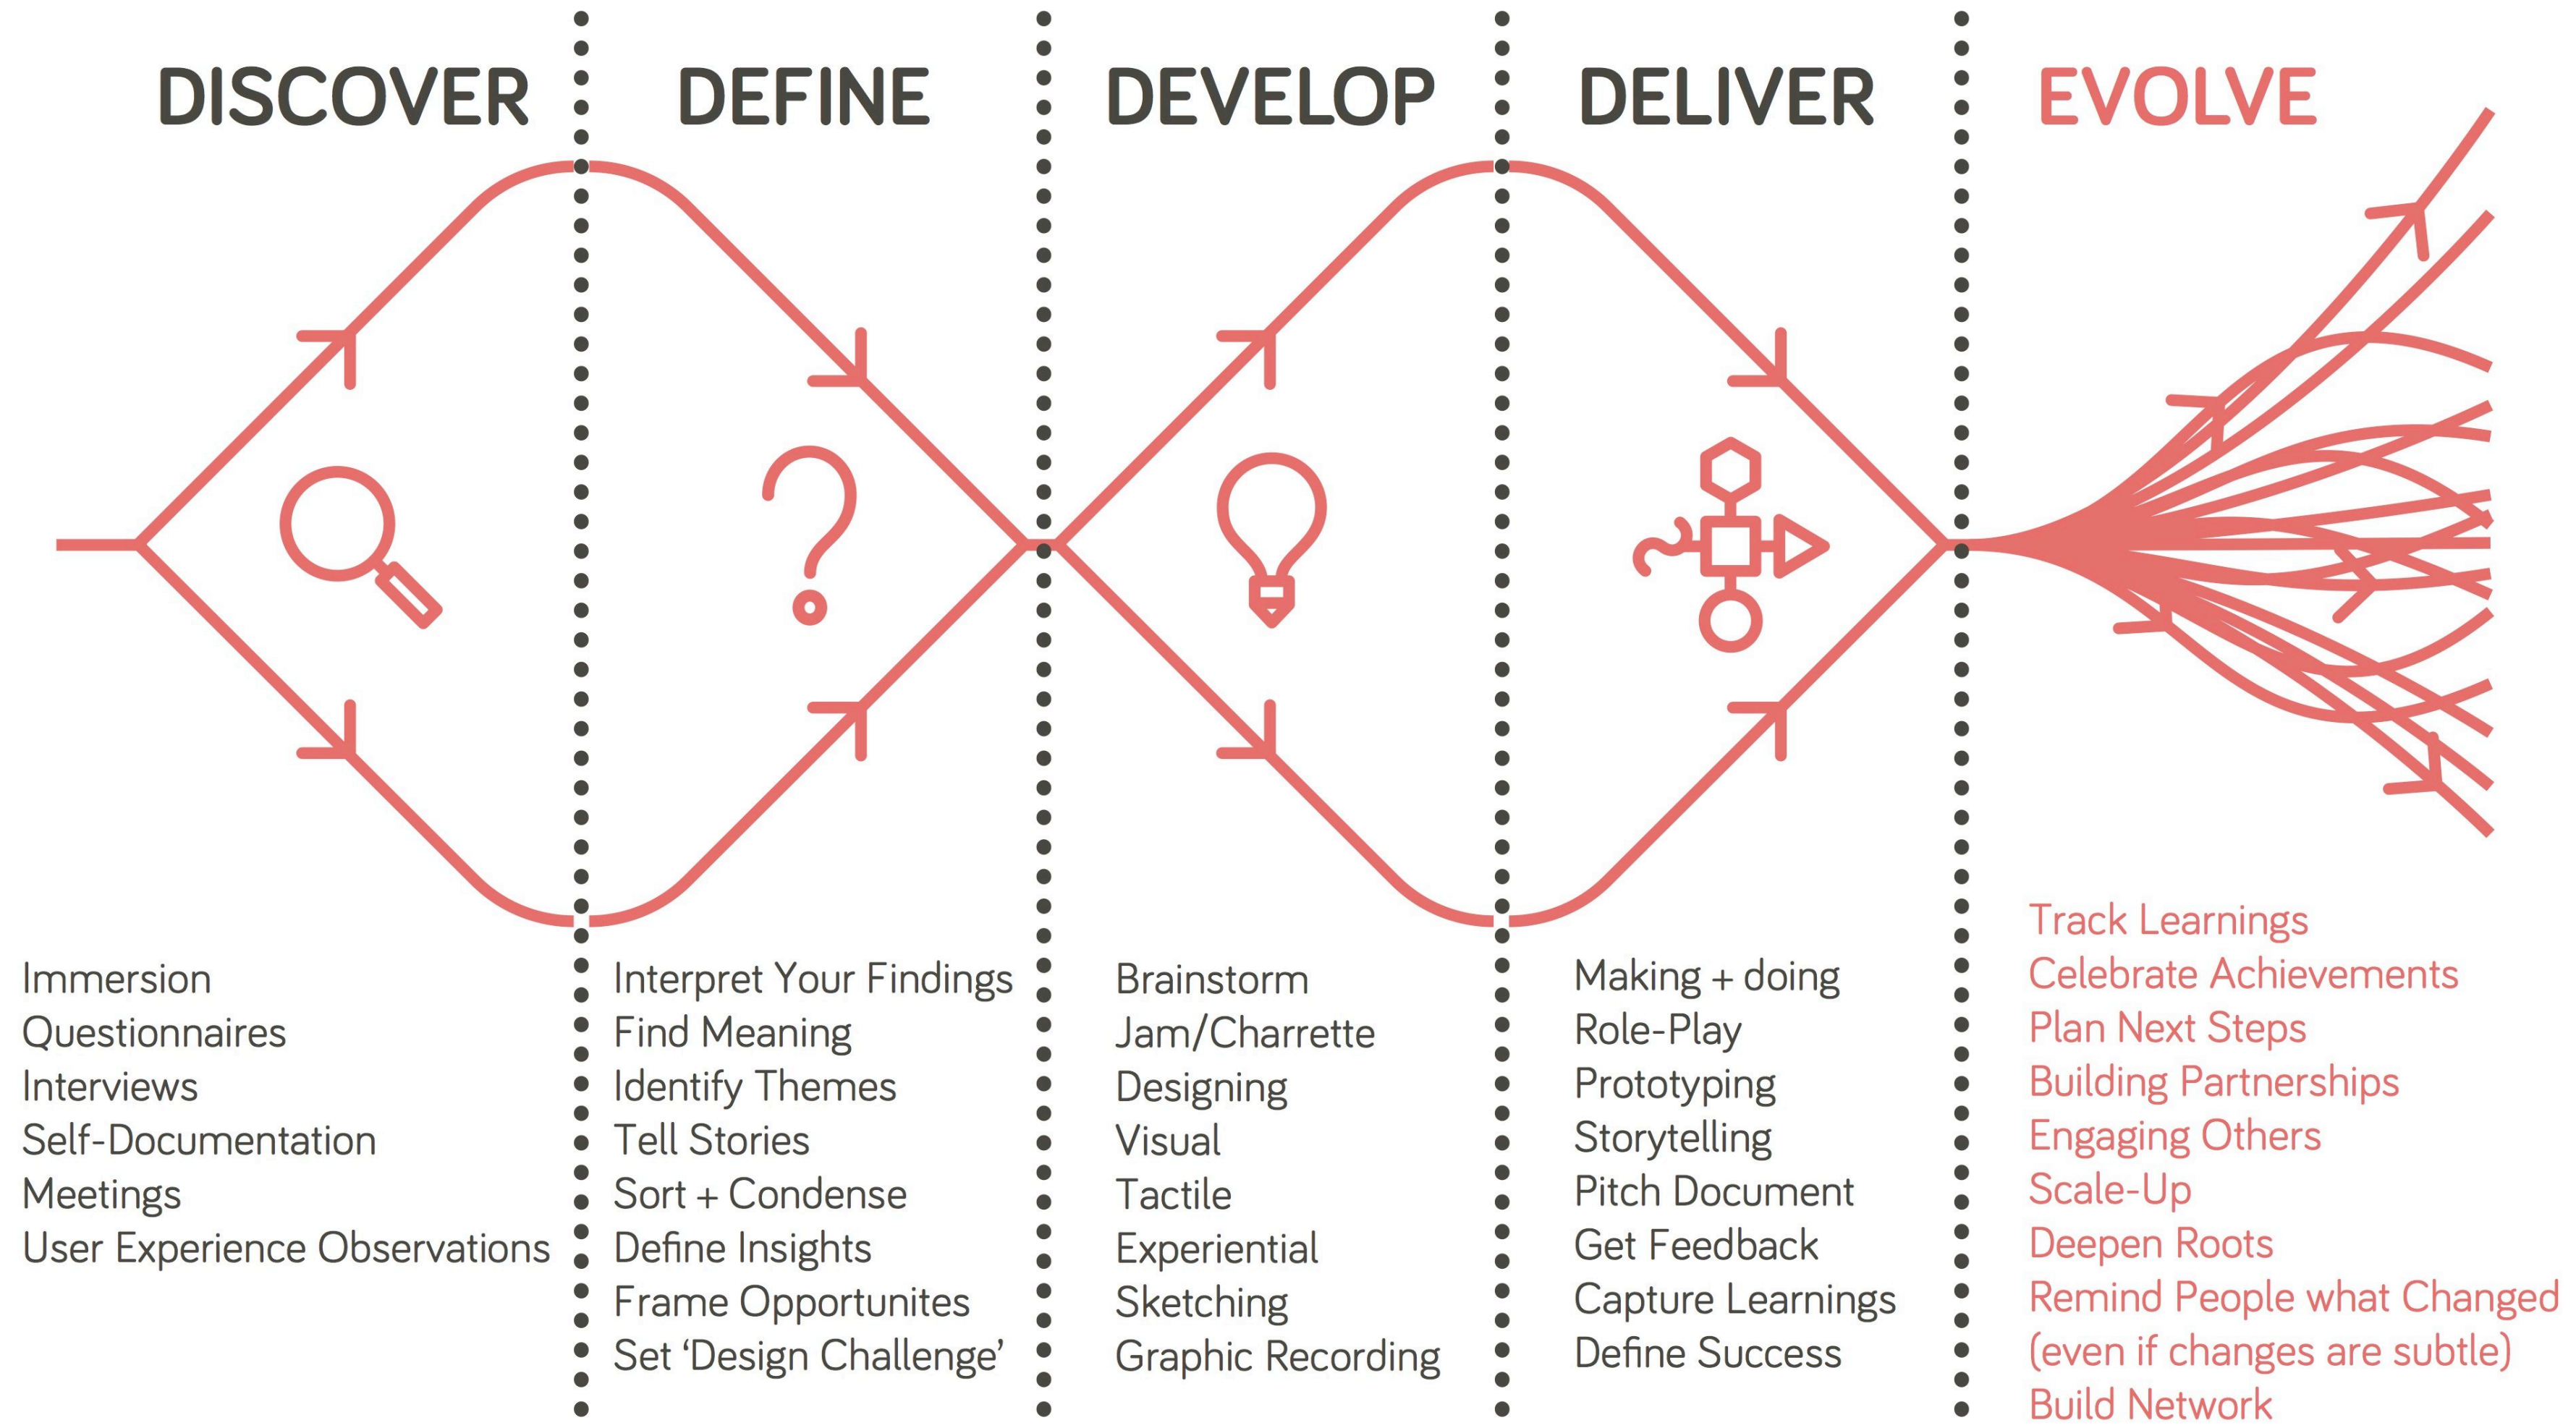 DISCOVER
DEFINE
DEVELOP
DELIVER
EVOLVE
Immersion
Questionnaires
Interviews
Self-Documentation
Meetings
User Experience Observations
Interpret Your Findings
Find Meaning
Identify Themes
Tell Stories
Sort + Condense
Define Insights
Frame Opportunites
Set ‘Design Challenge’
Brainstorm
Jam/Charrette
Designing
Visual
Tactile
Experiential
Sketching
Graphic Recording
Making + doing
Role-Play
Prototyping
Storytelling
Pitch Document
Get Feedback
Capture Learnings
Define Success
Track Learnings
Celebrate Achievements
Plan Next Steps
Building Partnerships
Engaging Others
Scale-Up
Deepen Roots
Remind People what Changed
(even if changes are subtle)
Build Network